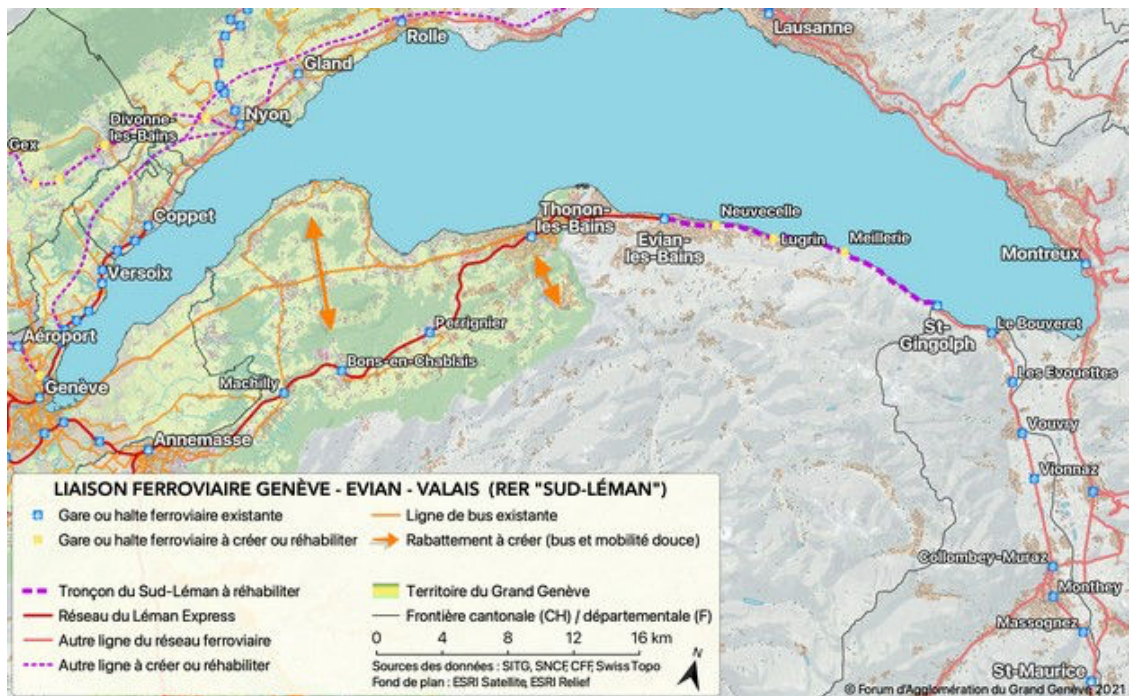 Rolle
Lausanne
Gland
Divonne-
les-Bains
Nyon
Gex
Coppet
Thonon-
les-Bains
Neuvecelle
Evian-
les-Bains
Lugrin
Meillerie
Versoix
Montreux
Aéroport
Perrignier
St-
Gingolph
Le Bouveret
Bons-en-Chablais
Machilly
Genève
Les Evouettes
Annemasse
Vouvry
Vionnaz
LIAISON FERROVIAIRE GENÈVE - EVIAN - VALAIS (RER "SUD-LÉMAN")
Gare ou halte ferroviaire existante
Ligne de bus existante
Gare ou halte ferroviaire à créer ou réhabiliter
Rabattement à créer (bus et mobilité douce)
Collombey-Muraz
Monthey
Tronçon du Sud-Léman à réhabiliter
Territoire du Grand Genève
Réseau du Léman Express
Frontière cantonale (CH) / départementale (F)
Massognez
Autre ligne du réseau ferroviaire
0 4 8 12 16 km
Autre ligne à créer ou réhabiliter
N
Sources des données : SITG, SNCF, CFF, Swiss Topo
Fond de plan : ESRI Satellite, ESRI Relief
St-Maurice
© Forum d'Agglomération du Grand Genève 2021